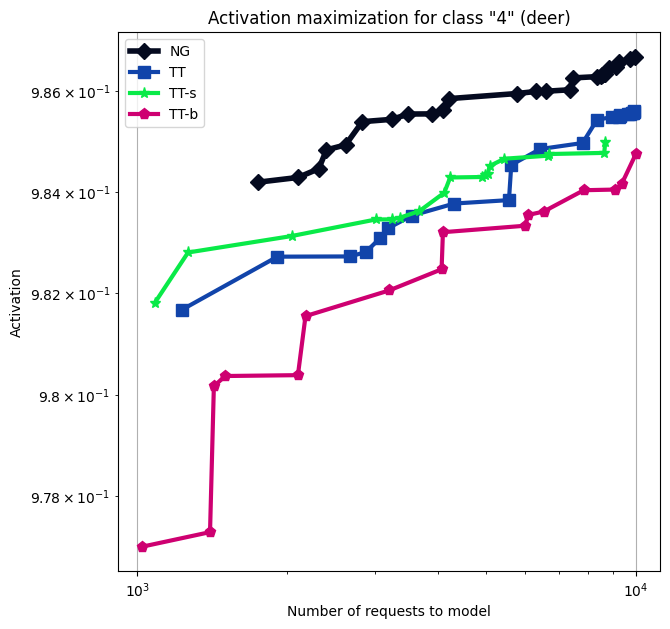 Activation maximization for class "4" (deer)
NG
TT
TT-s
TT-b
Activation
9.86 × 10⁻¹
9.84 × 10⁻¹
9.82 × 10⁻¹
9.8 × 10⁻¹
9.78 × 10⁻¹
10³
10⁴
Number of requests to model